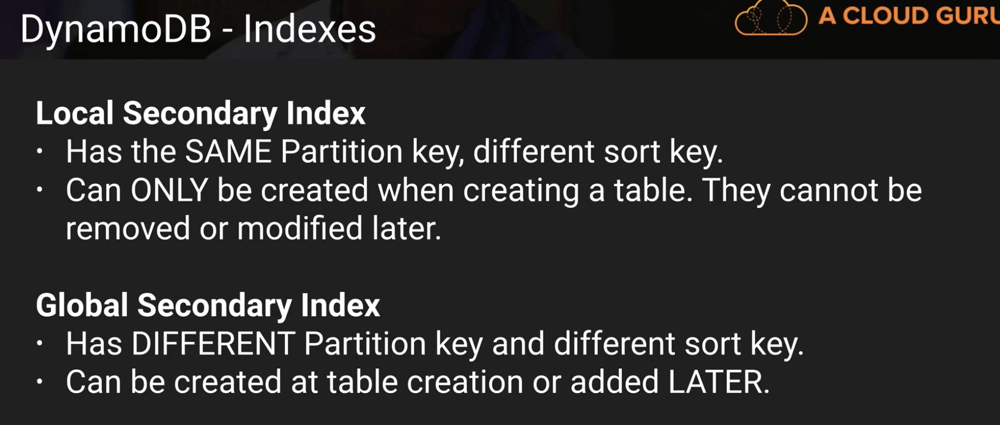 DynamoDB - Indexes
A CLOUD GURU
Local Secondary Index
· Has the SAME Partition key, different sort key.
· Can ONLY be created when creating a table. They cannot be
removed or modified later.
Global Secondary Index
· Has DIFFERENT Partition key and different sort key.
· Can be created at table creation or added LATER.